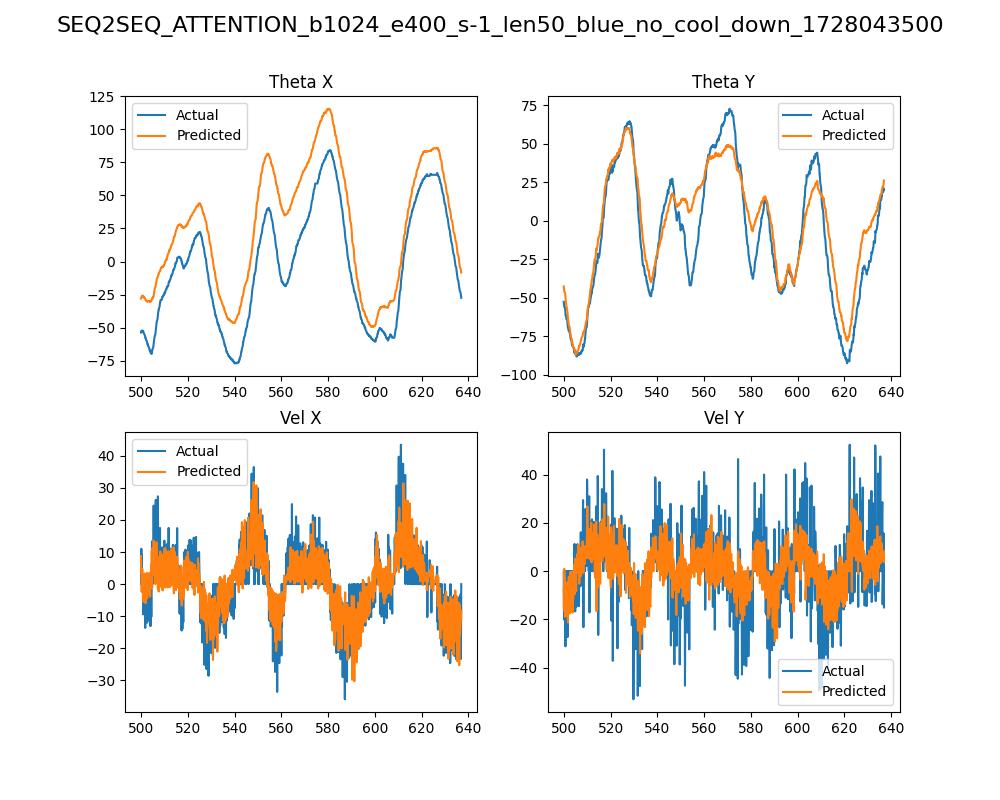 SEQ2SEQ_ATTENTION_b1024_e400_s-1_len50_blue_no_cool_down_1728043500
Theta X
125
100
75
50
25
0
−25
−50
−75
500 520 540 560 580 600 620 640
Actual
Predicted
Theta Y
75
50
25
0
−25
−50
−75
−100
500 520 540 560 580 600 620 640
Actual
Predicted
Vel X
40
30
20
10
0
−10
−20
−30
500 520 540 560 580 600 620 640
Actual
Predicted
Vel Y
40
20
0
−20
−40
500 520 540 560 580 600 620 640
Actual
Predicted